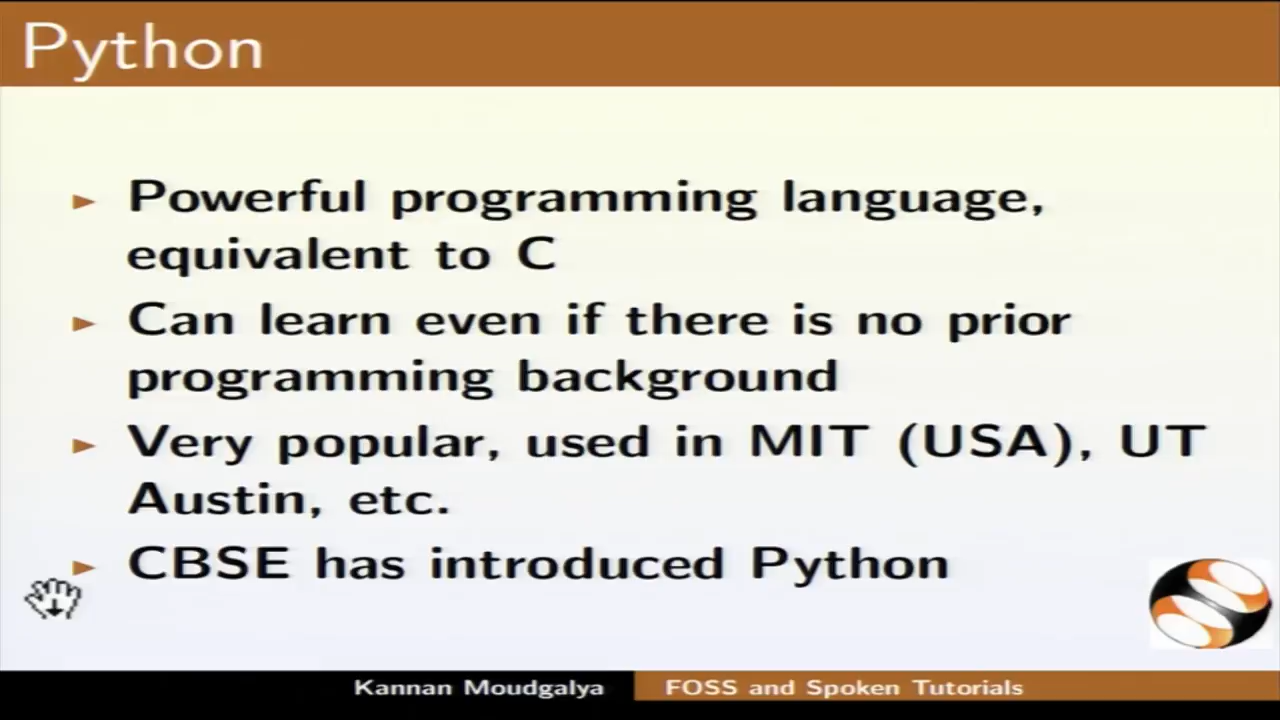 Python
Powerful programming language,
equivalent to C
Can learn even if there is no prior
programming background
Very popular, used in MIT (USA), UT
Austin, etc.
CBSE has introduced Python
Kannan Moudgalya
FOSS and Spoken Tutorials